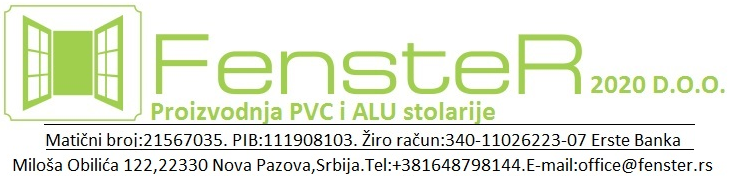 FensteR 2020 D.O.O.
Proizvodnja PVC i ALU stolarije
Matični broj:21567035. PIB:111908103. Žiro račun:340-11026223-07 Erste Banka
Miloša Obilića 122,22330 Nova Pazova,Srbija.Tel:+381648798144.E-mail:office@fenster.rs